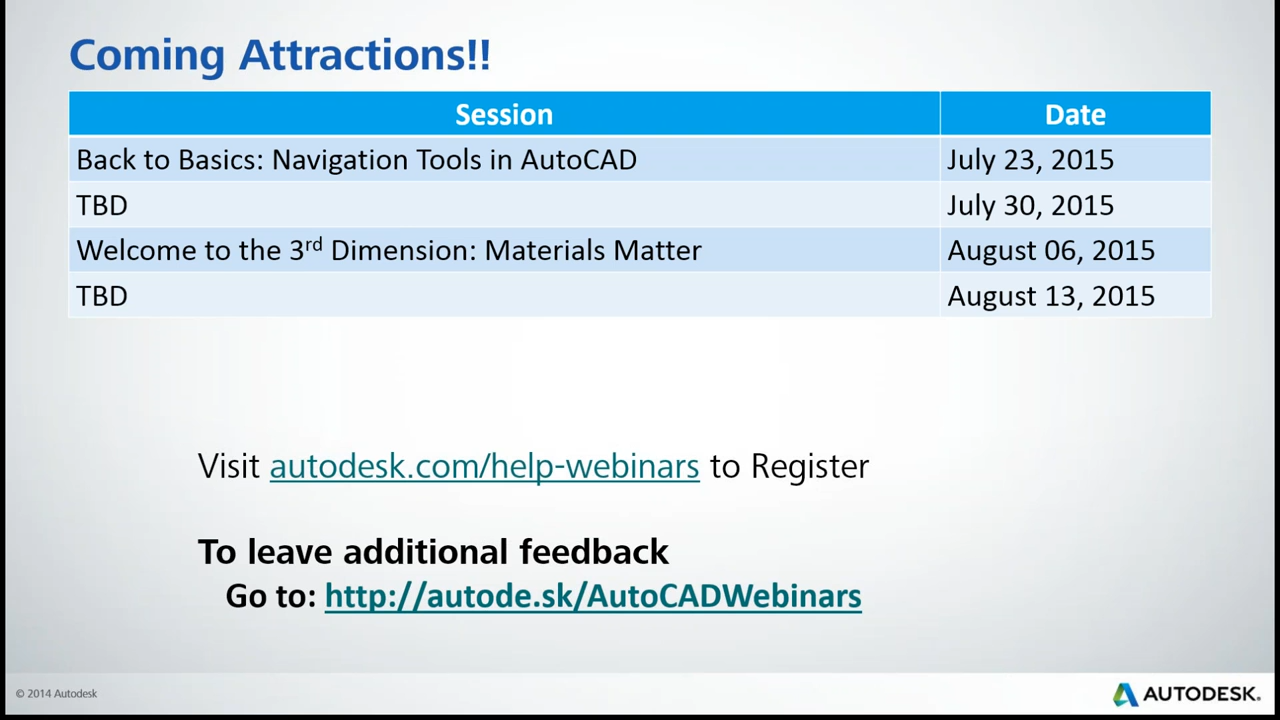 Coming Attractions!!
Session Date
Back to Basics: Navigation Tools in AutoCAD July 23, 2015
TBD July 30, 2015
Welcome to the 3rd Dimension: Materials Matter August 06, 2015
TBD August 13, 2015
Visit autodesk.com/help-webinars to Register
To leave additional feedback
Go to: http://autode.sk/AutoCADWebinars
© 2014 Autodesk AUTODESK.